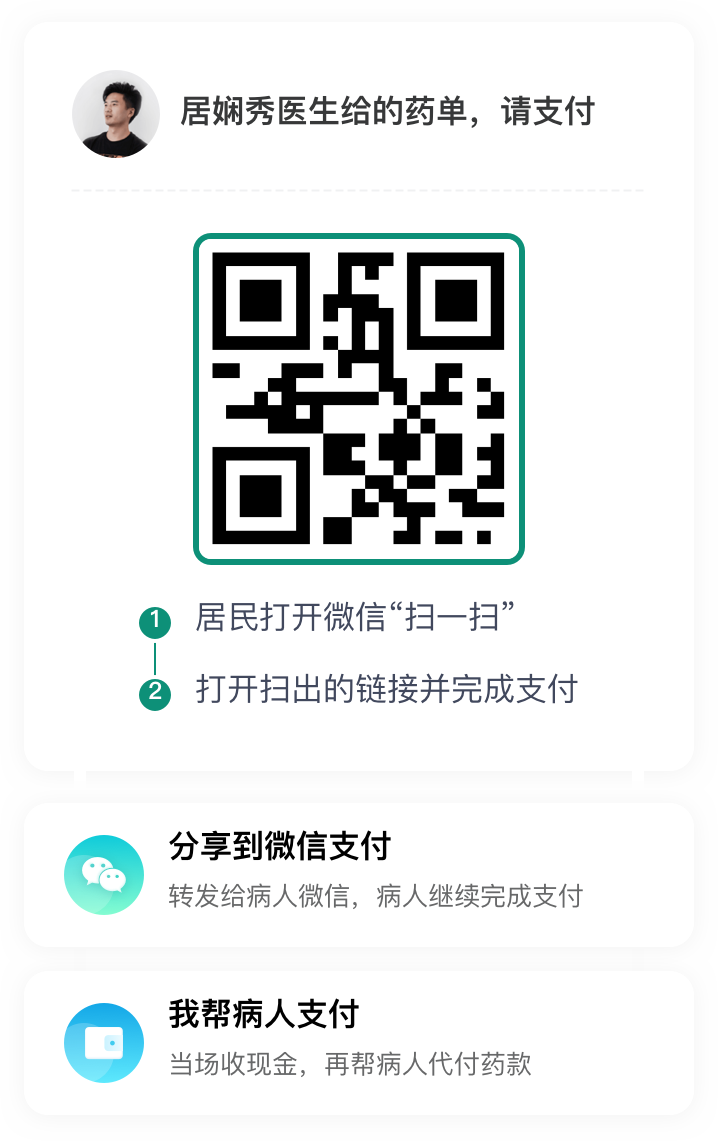 居娴秀医生给的药单，请支付
1 居民打开微信“扫一扫”
2 打开扫出的链接并完成支付
分享到微信支付
转发给病人微信，病人继续完成支付
我帮病人支付
当场收现金，再帮病人代付药款